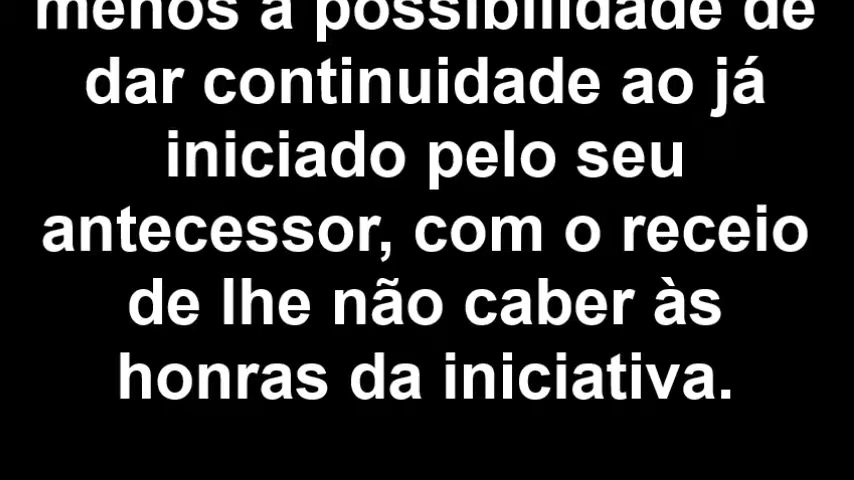 menos a possibilidade de
dar continuidade ao já
iniciado pelo seu
antecessor, com o receio
de lhe não caber às
honras da iniciativa.